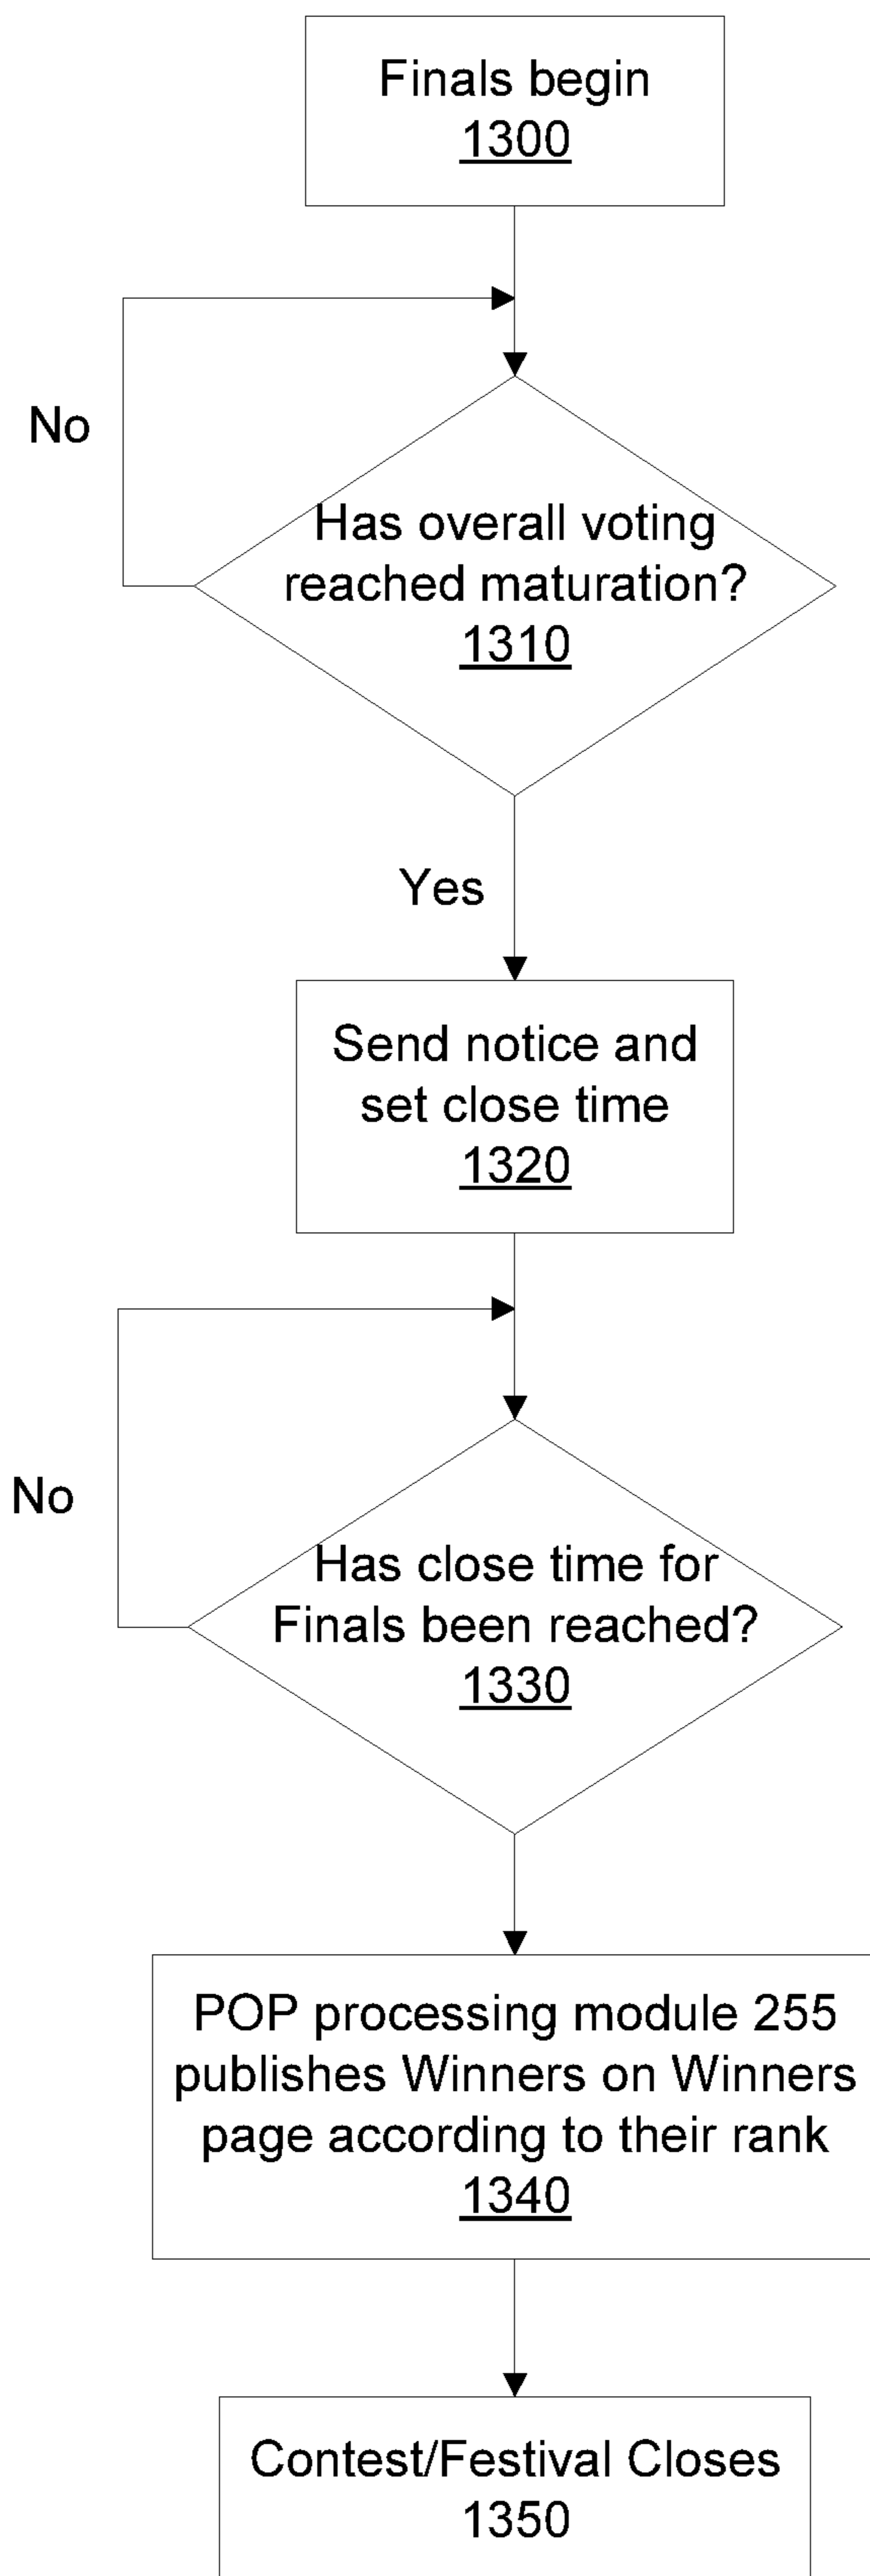 Finals begin
1300
No
Has overall voting
reached maturation?
1310
Yes
Send notice and
set close time
1320
No
Has close time for
Finals been reached?
1330
POP processing module 255
publishes Winners on Winners
page according to their rank
1340
Contest/Festival Closes
1350